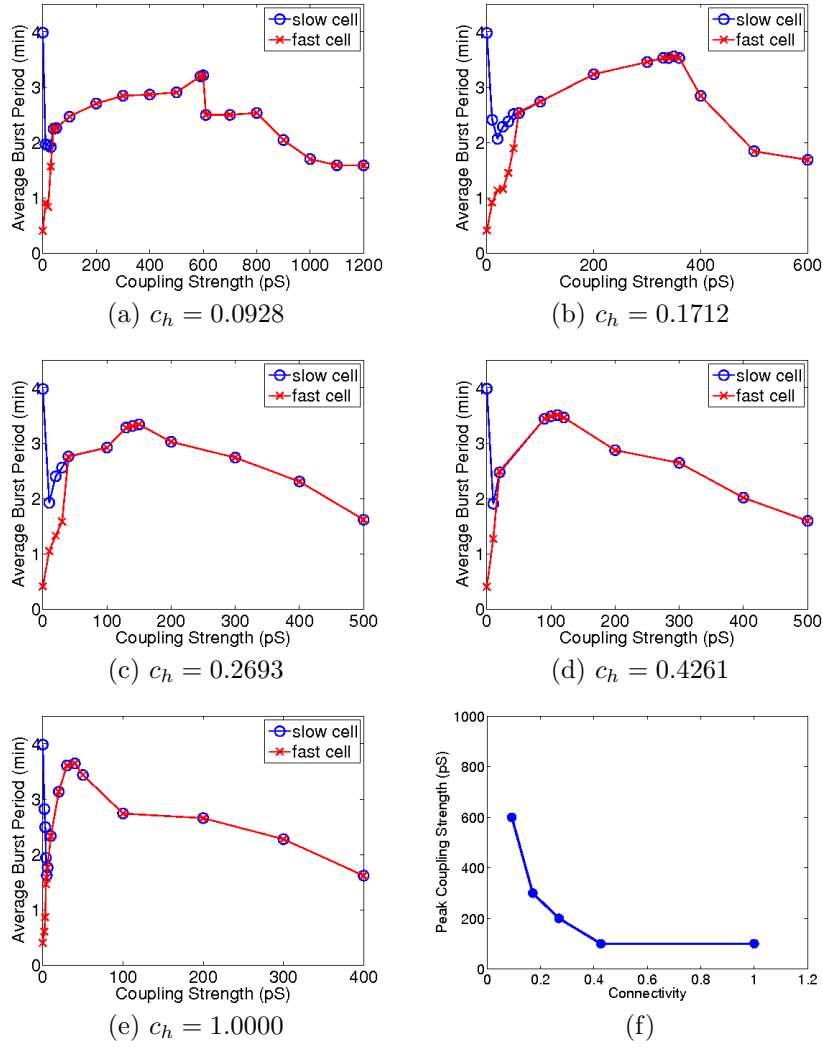 Average Burst Period (min)
4
3
2
1
0
0 200 400 600 800 1000 1200
Coupling Strength (pS)
slow cell
fast cell
(a) c_h = 0.0928
Average Burst Period (min)
4
3
2
1
0
0 200 400 600
Coupling Strength (pS)
slow cell
fast cell
(b) c_h = 0.1712
Average Burst Period (min)
4
3
2
1
0
0 100 200 300 400 500
Coupling Strength (pS)
slow cell
fast cell
(c) c_h = 0.2693
Average Burst Period (min)
4
3
2
1
0
0 100 200 300 400 500
Coupling Strength (pS)
slow cell
fast cell
(d) c_h = 0.4261
Average Burst Period (min)
4
3
2
1
0
0 100 200 300 400
Coupling Strength (pS)
slow cell
fast cell
(e) c_h = 1.0000
Peak Coupling Strength (pS)
1000
800
600
400
200
0
0 0.2 0.4 0.6 0.8 1 1.2
Connectivity
(f)